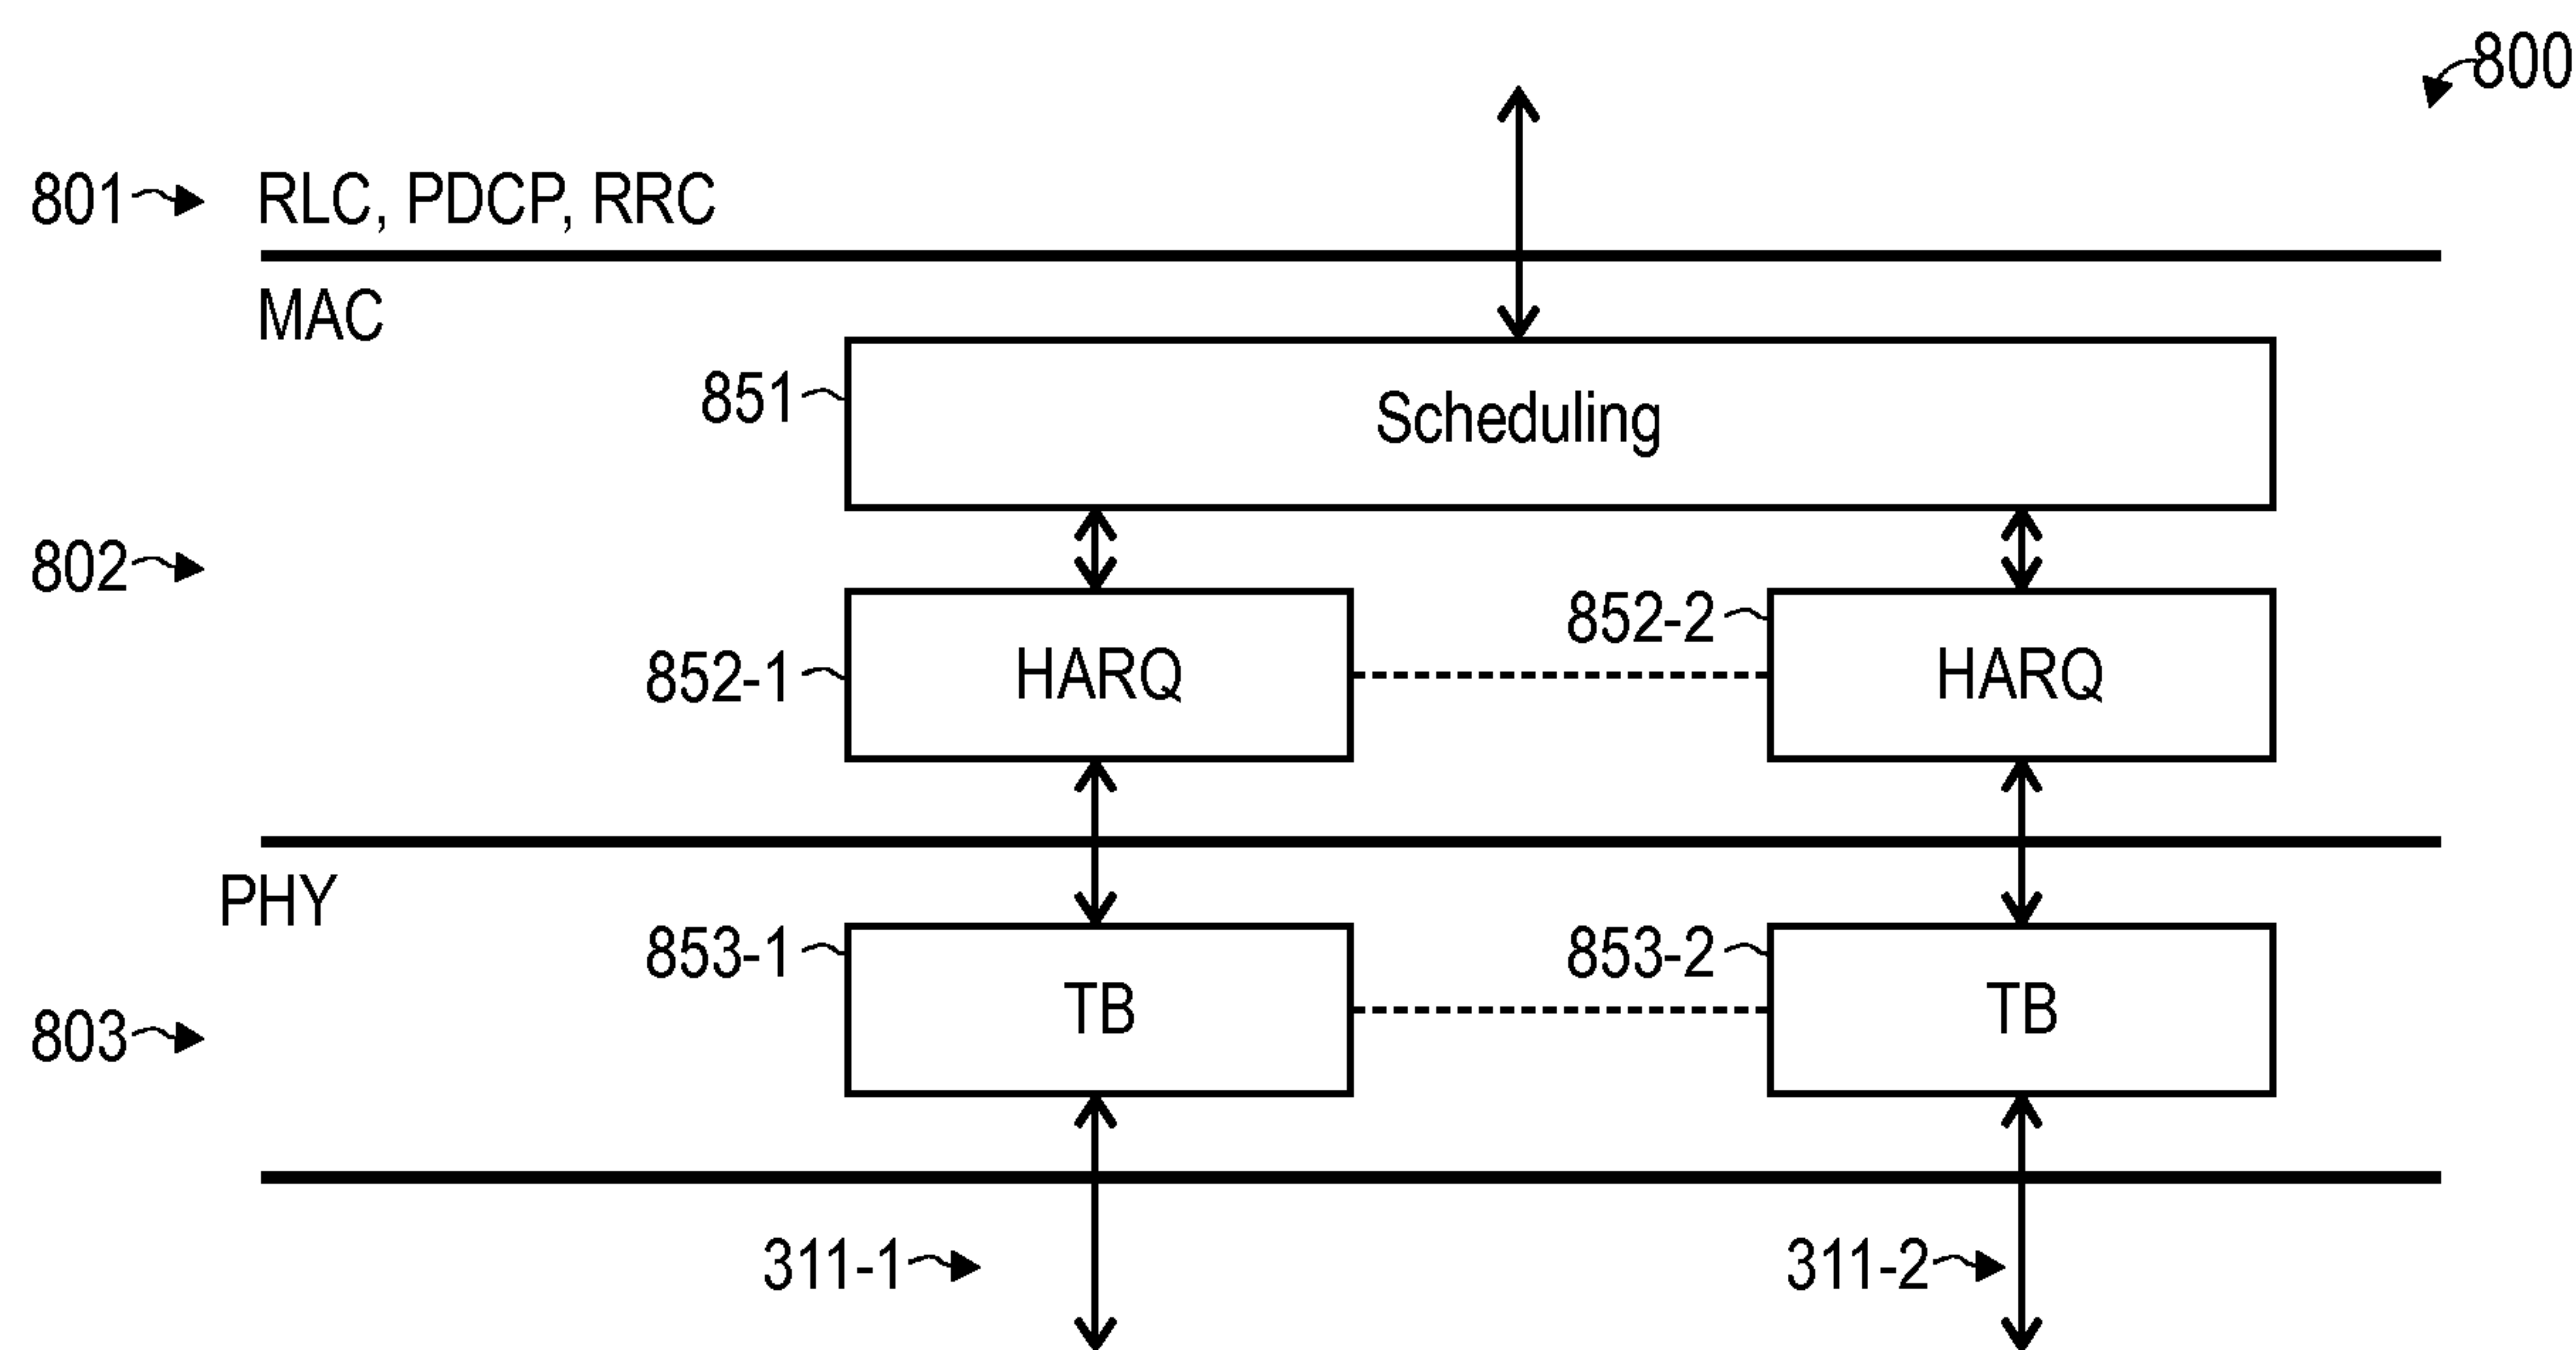 800
801 RLC, PDCP, RRC
MAC
851 Scheduling
802
852-1 HARQ 852-2 HARQ
PHY
853-1 TB 853-2 TB
803
311-1 311-2